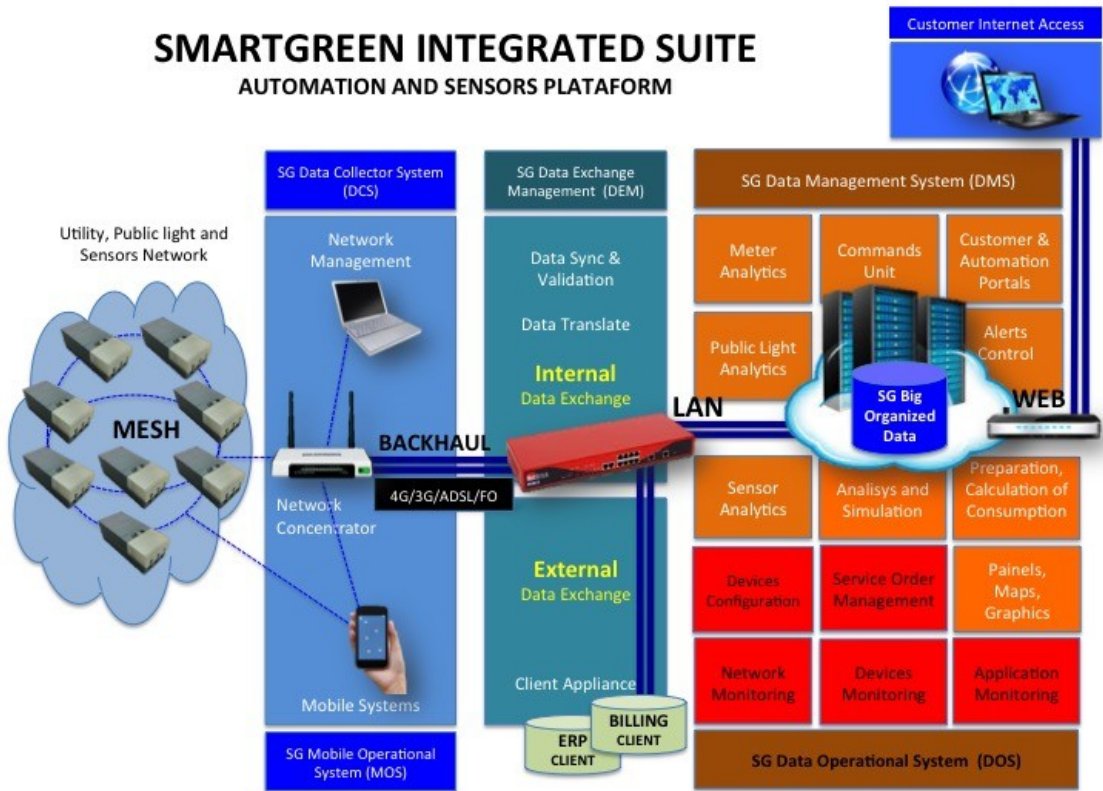 SMARTGREEN INTEGRATED SUITE
AUTOMATION AND SENSORS PLATAFORM
Customer Internet Access
Utility, Public light and
Sensors Network
MESH
SG Data Collector System
(DCS)
Network
Management
BACKHAUL
4G/3G/ADSL/FO
Network
Concentrator
Mobile Systems
SG Mobile Operational
System (MOS)
SG Data Exchange
Management (DEM)
Data Sync &
Validation
Data Translate
Internal
Data Exchange
LAN
External
Data Exchange
Client Appliance
ERP
CLIENT
BILLING
CLIENT
SG Data Management System (DMS)
Meter
Analytics
Commands
Unit
Customer &
Automation
Portals
Public Light
Analytics
Alerts
Control
SG Big
Organized
Data
WEB
Sensor
Analytics
Analisys and
Simulation
Preparation,
Calculation of
Consumption
Devices
Configuration
Service Order
Management
Painels,
Maps,
Graphics
Network
Monitoring
Devices
Monitoring
Application
Monitoring
SG Data Operational System (DOS)